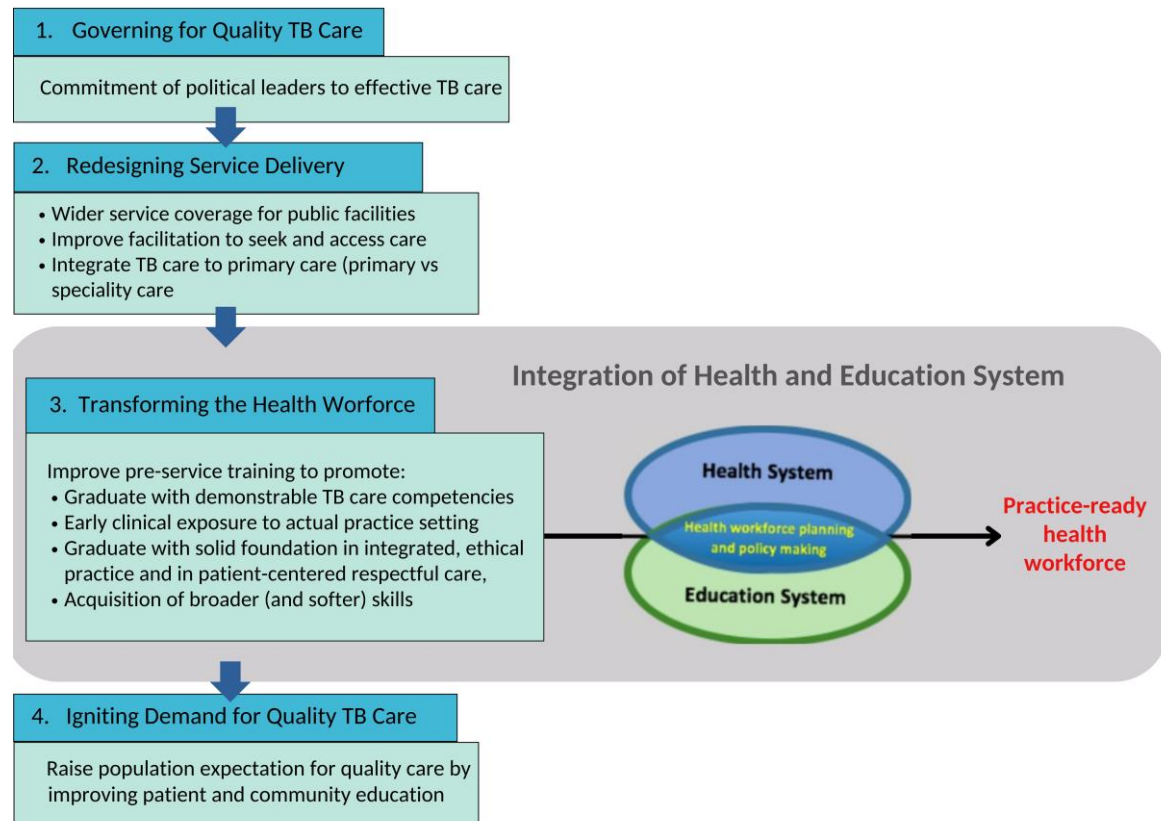 1. Governing for Quality TB Care
Commitment of political leaders to effective TB care
2. Redesigning Service Delivery
• Wider service coverage for public facilities
• Improve facilitation to seek and access care
• Integrate TB care to primary care (primary vs
speciality care
Integration of Health and Education System
3. Transforming the Health Worforce
Improve pre-service training to promote:
• Graduate with demonstrable TB care competencies
• Early clinical exposure to actual practice setting
• Graduate with solid foundation in integrated, ethical
practice and in patient-centered respectful care,
• Acquisition of broader (and softer) skills
Health System
Health workforce planning
and policy making
Education System
Practice-ready
health
workforce
4. Igniting Demand for Quality TB Care
Raise population expectation for quality care by
improving patient and community education